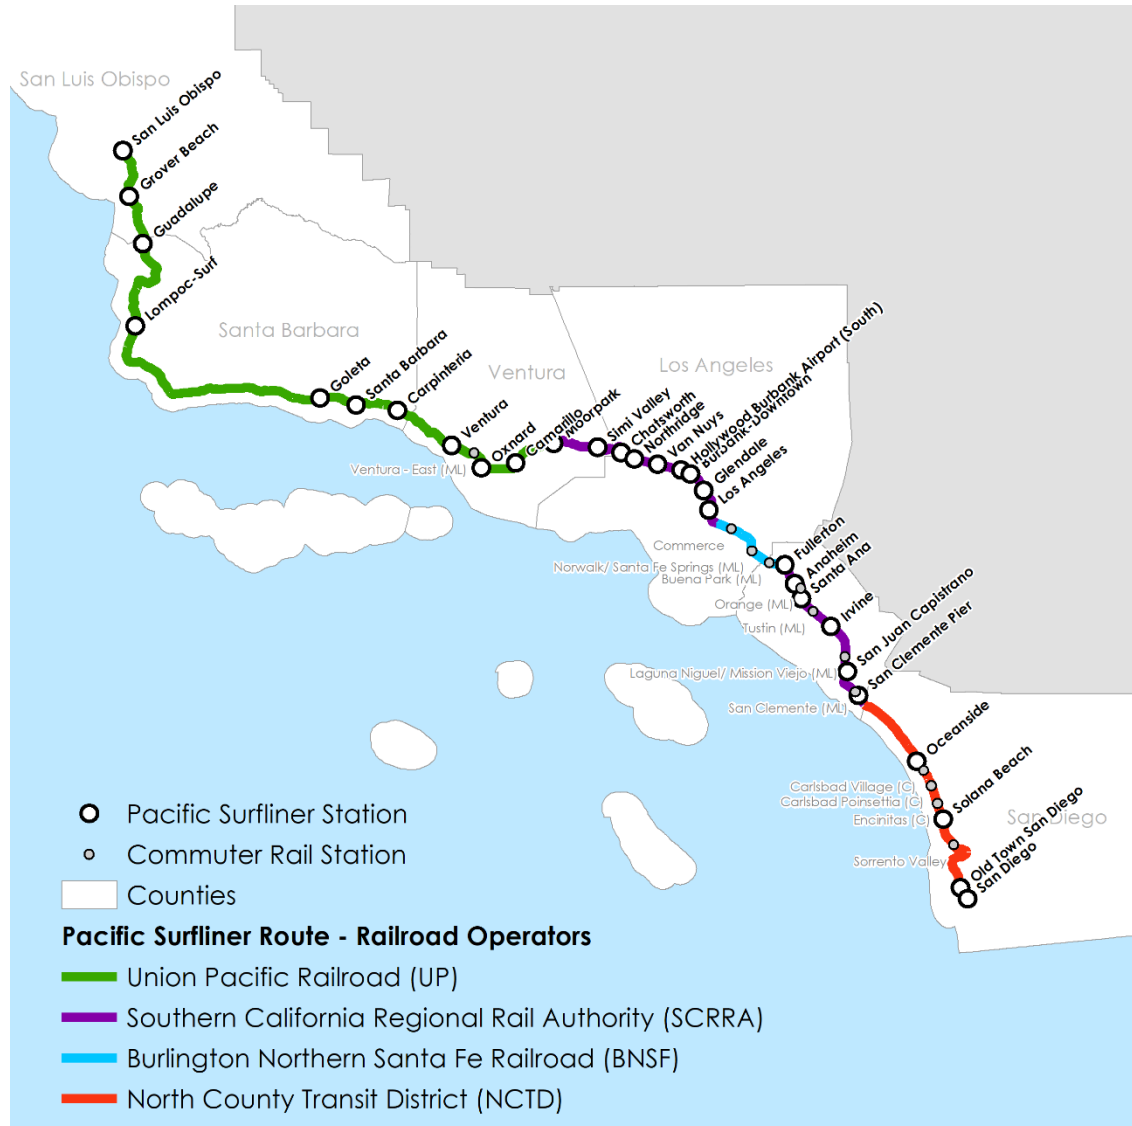 San Luis Obispo
San Luis Obispo
Grover Beach
Guadalupe
Lompoc-Surf
Santa Barbara
Goleta
Santa Barbara
Carpinteria
Ventura
Ventura
Ventura - East (ML)
Oxnard
Camarillo
Moorpark
Los Angeles
Simi Valley
Chatsworth
Northridge
Van Nuys
Hollywood Burbank Airport (South)
Burbank-Downtown
Glendale
Los Angeles
Commerce
Norwalk/ Santa Fe Springs (ML)
Buena Park (ML)
Fullerton
Anaheim
Santa Ana
Orange (ML)
Tustin (ML)
Irvine
Laguna Niguel/ Mission Viejo (ML)
San Juan Capistrano
San Clemente Pier
San Clemente (ML)
Oceanside
Carlsbad Village (C)
Carlsbad Poinsettia (C)
Encinitas (C)
Solana Beach
San Diego
Sorrento Valley
Old Town San Diego
San Diego
Pacific Surfliner Station
Commuter Rail Station
Counties
Pacific Surfliner Route - Railroad Operators
Union Pacific Railroad (UP)
Southern California Regional Rail Authority (SCRRA)
Burlington Northern Santa Fe Railroad (BNSF)
North County Transit District (NCTD)